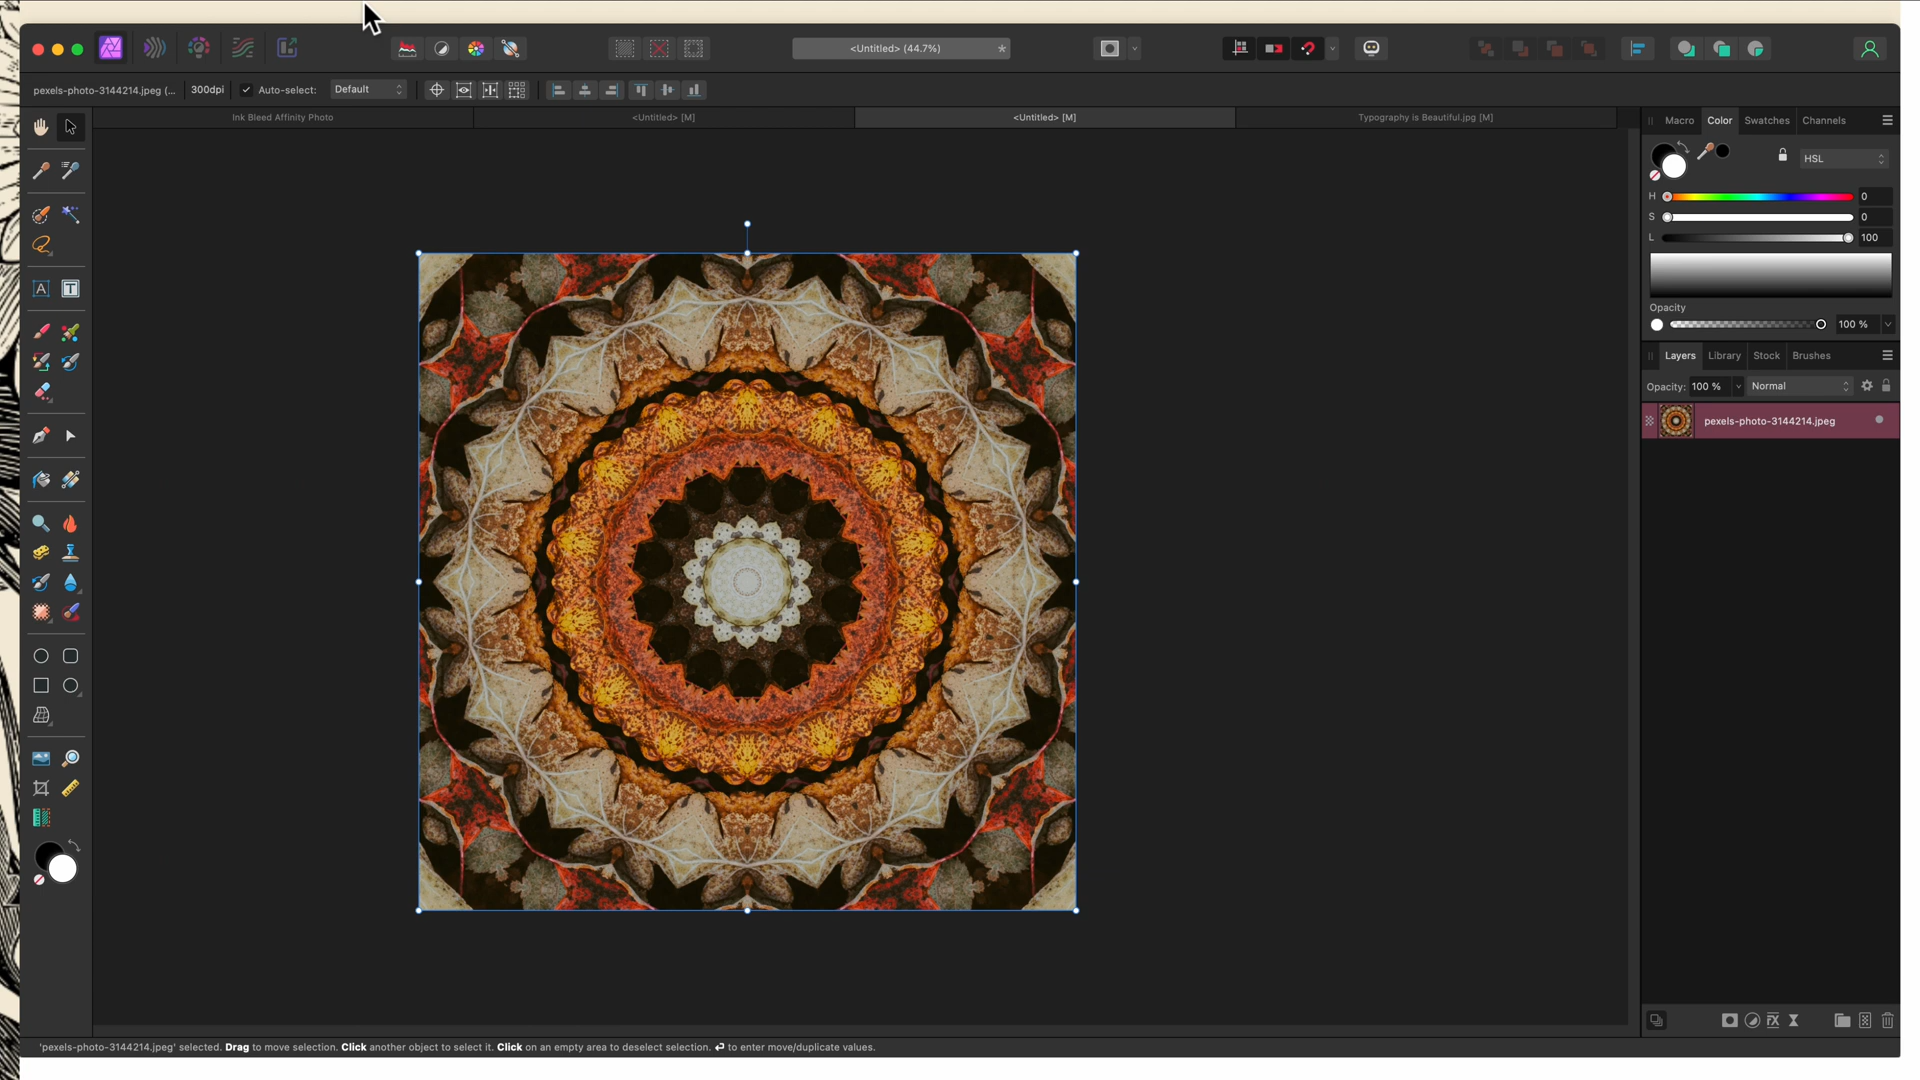 <Untitled> (44.7%)
pexels-photo-3144214.jpeg (...
300dpi
Auto-select:
Default
Ink Bleed Affinity Photo
<Untitled> [M]
<Untitled> [M]
Typography is Beautiful.jpg [M]
Macro
Color
Swatches
Channels
HSL
H
0
S
0
L
100
Opacity
100 %
Layers
Library
Stock
Brushes
Opacity: 100 %
Normal
pexels-photo-3144214.jpeg
'pexels-photo-3144214.jpeg' selected. Drag to move selection. Click another object to select it. Click on an empty area to deselect selection. ⏎ to enter move/duplicate values.